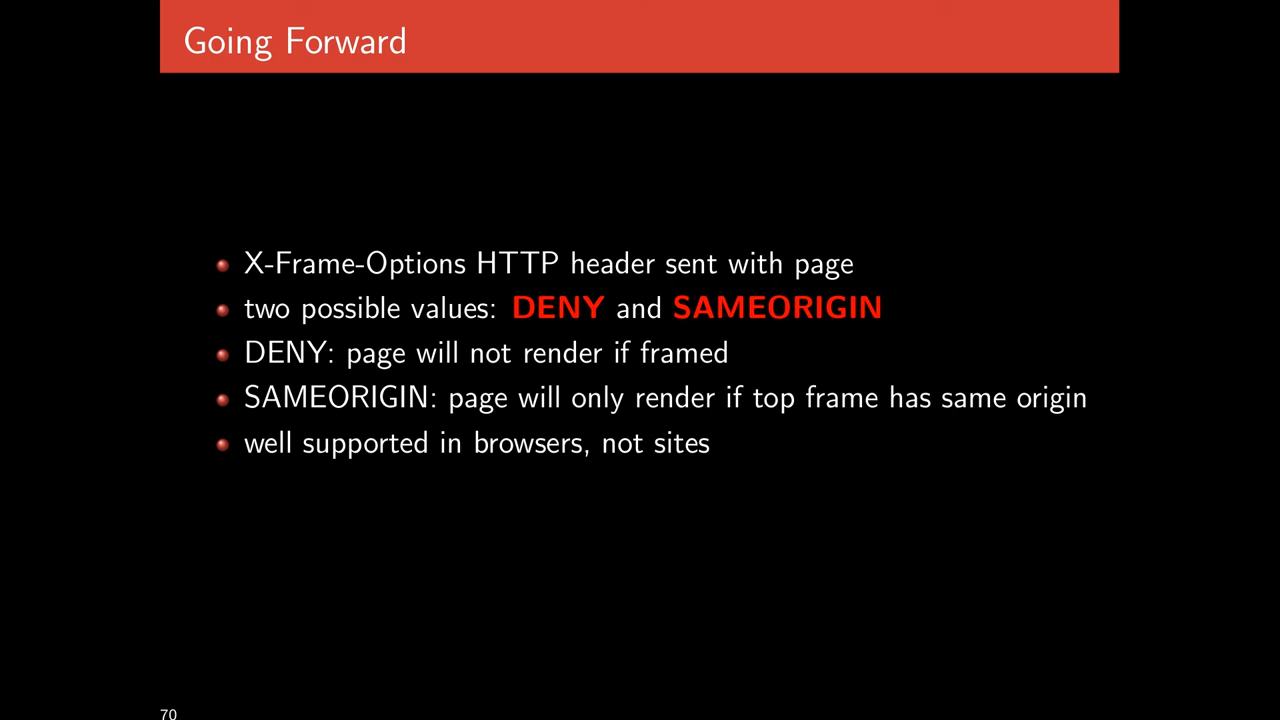 Going Forward
X-Frame-Options HTTP header sent with page
two possible values: DENY and SAMEORIGIN
DENY: page will not render if framed
SAMEORIGIN: page will only render if top frame has same origin
well supported in browsers, not sites
70